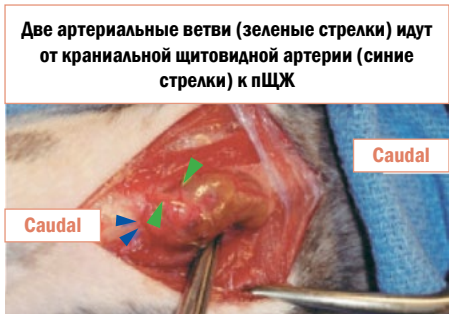 Две артериальные ветви (зеленые стрелки) идут
от краниальной щитовидной артерии (синие
стрелки) к пЩЖ
Caudal
Caudal